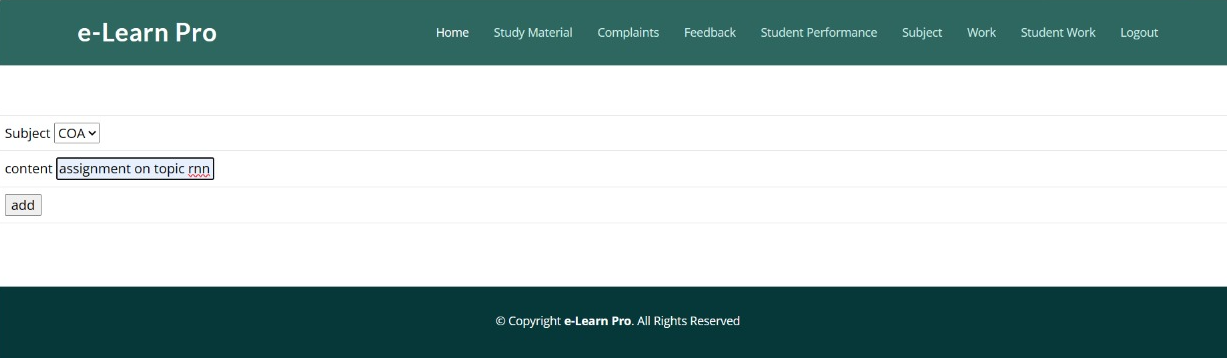 e-Learn Pro Home Study Material Complaints Feedback Student Performance Subject Work Student Work Logout
Subject COA
content assignment on topic rnn
add
© Copyright e-Learn Pro. All Rights Reserved